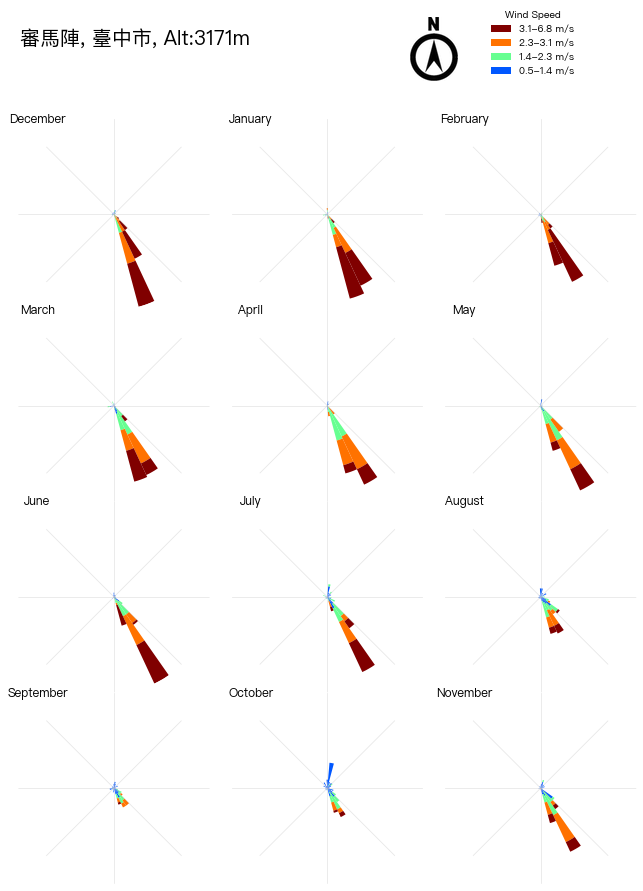 審馬陣, 臺中市, Alt:3171m
N
Wind Speed
3.1–6.8 m/s
2.3–3.1 m/s
1.4–2.3 m/s
0.5–1.4 m/s
December
January
February
March
April
May
June
July
August
September
October
November